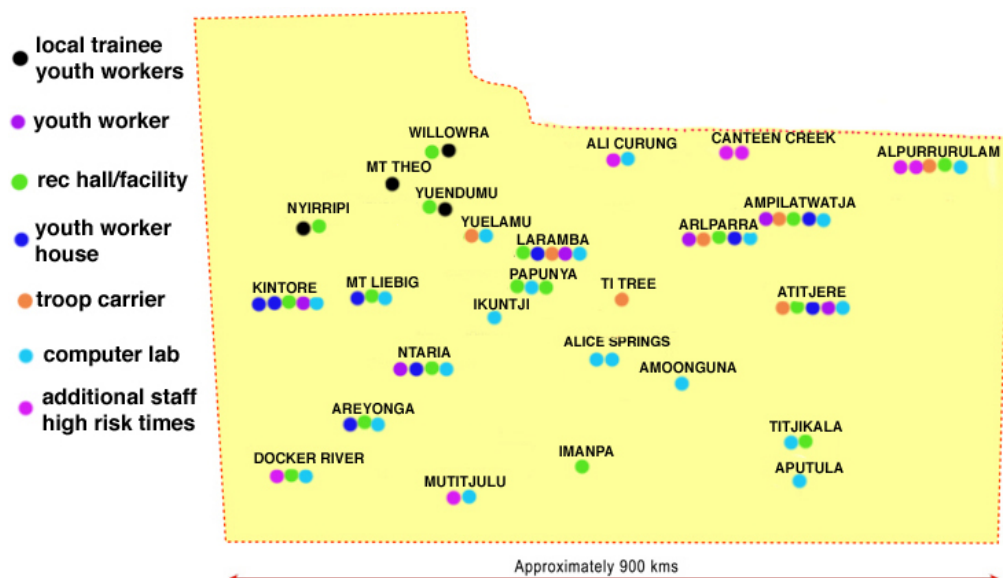 local trainee
youth workers
youth worker
rec hall/facility
youth worker
house
troop carrier
computer lab
additional staff
high risk times
WILLOWRA
ALI CURUNG
CANTEEN CREEK
ALPURRURULAM
MT THEO
YUENDUMU
NYIRRIPI
YUELAMU
AMPILATWATJA
ARLPARRA
LARAMBA
KINTORE
MT LIEBIG
PAPUNYA
IKUNTJI
TI TREE
ATITJERE
NTARIA
ALICE SPRINGS
AMOONGUNA
AREYONGA
TITJIKALA
DOCKER RIVER
IMANPA
APUTULA
MUTITJULU
Approximately 900 kms